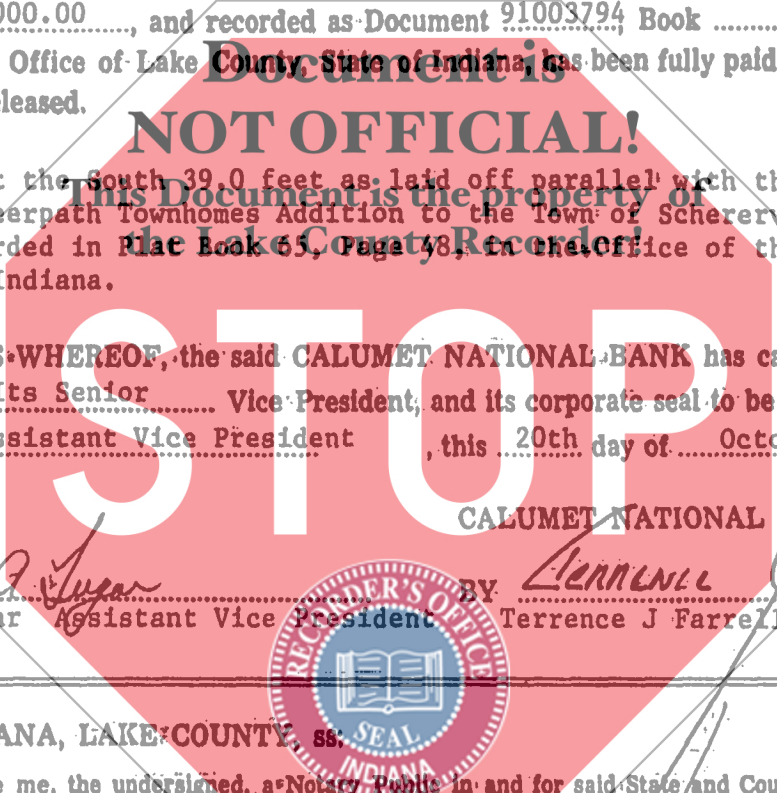 000.00 , and recorded as Document 91003794, Book
Office of Lake County, State of Indiana, has been fully paid
eleased.
Document is
NOT OFFICIAL!
This Document is the property of
the Lake County Recorder!
the South 39.0 feet as laid off parallel with th
eerpath Townhomes Addition to the Town of Scherерv
rded in Plat Book 65, Page 48, in the Office of th
Indiana.
STOP
WHEREOF, the said CALUMET NATIONAL BANK has ca
Its Senior Vice President, and its corporate seal to be
ssistant Vice President , this 20th day of Octo
CALUMET NATIONAL
Lugar
BY Terrence
ar Assistant Vice President Terrence J Farrell
RECORDER'S OFFICE
SEAL
INDIANA
ANA, LAKE COUNTY, ss:
e me, the undersigned, a Notary Public in and for said State and Cou